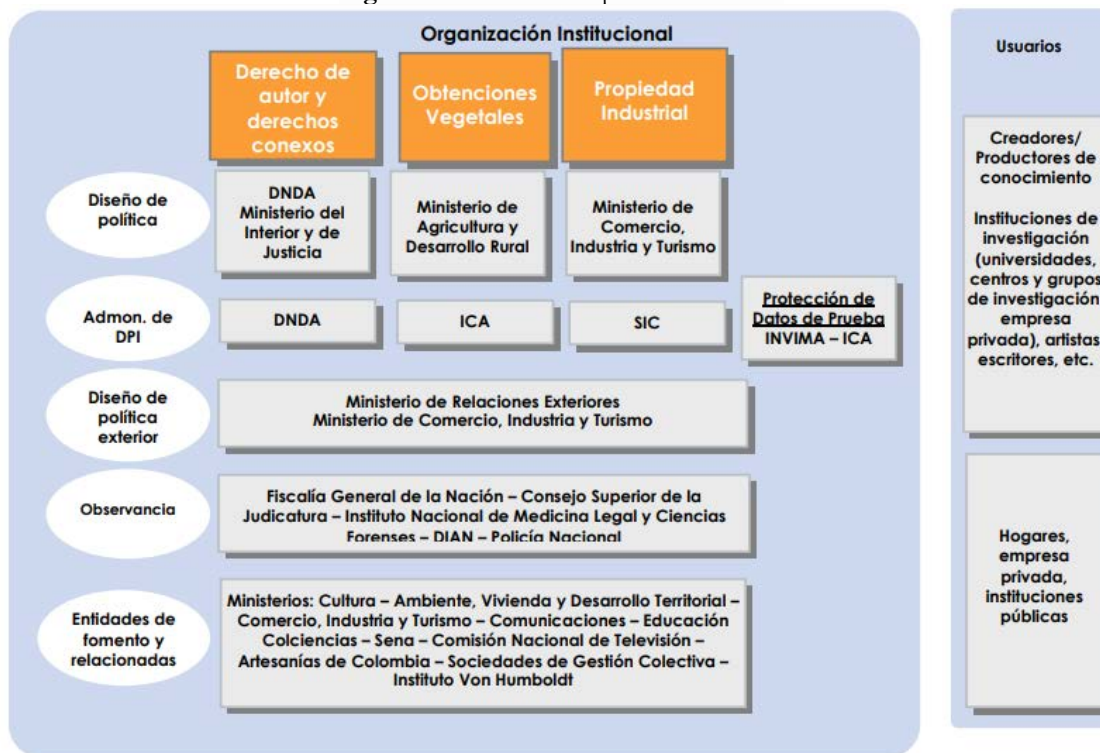 Organización Institucional
Derecho de
autor y
derechos
conexos
Obtenciones
Vegetales
Propiedad
Industrial
Diseño de
política
DNDA
Ministerio del
Interior y de
Justicia
Ministerio de
Agricultura y
Desarrollo Rural
Ministerio de
Comercio,
Industria y Turismo
Admon. de
DPI
DNDA
ICA
SIC
Protección de
Datos de Prueba
INVIMA – ICA
Diseño de
política
exterior
Ministerio de Relaciones Exteriores
Ministerio de Comercio, Industria y Turismo
Observancia
Fiscalía General de la Nación – Consejo Superior de la
Judicatura – Instituto Nacional de Medicina Legal y Ciencias
Forenses – DIAN – Policía Nacional
Entidades de
fomento y
relacionadas
Ministerios: Cultura – Ambiente, Vivienda y Desarrollo Territorial –
Comercio, Industria y Turismo – Comunicaciones – Educación
Colciencias – Sena – Comisión Nacional de Televisión –
Artesanías de Colombia – Sociedades de Gestión Colectiva –
Instituto Von Humboldt
Usuarios
Creadores/
Productores de
conocimiento
Instituciones de
investigación
(universidades,
centros y grupos
de investigación
empresa
privada), artistas
escritores, etc.
Hogares,
empresa
privada,
instituciones
públicas